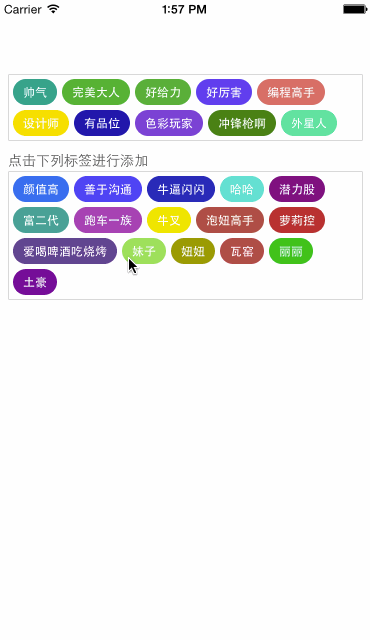 Carrier 1:57 PM
帅气 完美大人 好给力 好厉害 编程高手
设计师 有品位 色彩玩家 冲锋枪啊 外星人
点击下列标签进行添加
颜值高 善于沟通 牛逼闪闪 哈哈 潜力股
富二代 跑车一族 牛叉 泡妞高手 萝莉控
爱喝啤酒吃烧烤 妹子 妞妞 瓦窑 丽丽
土豪